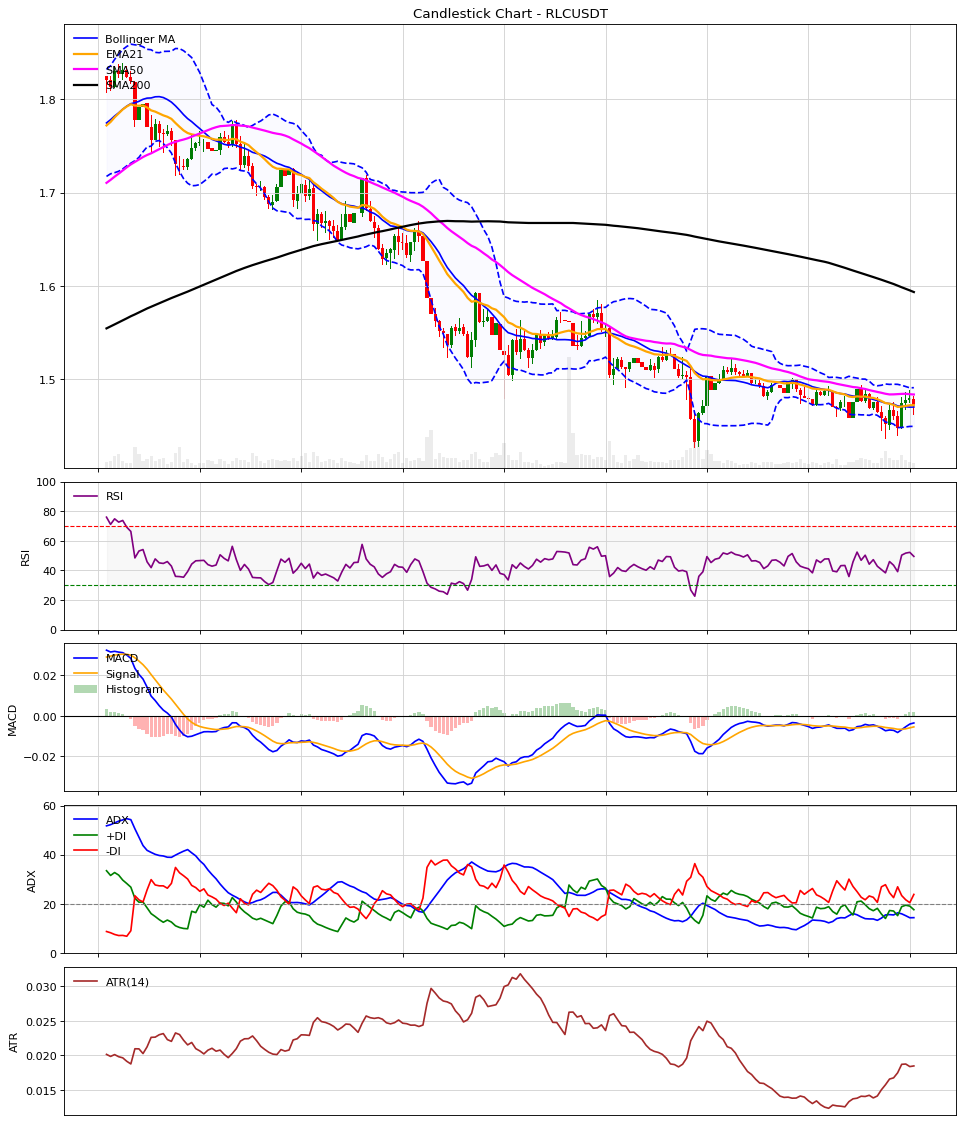 Candlestick Chart - RLCUSDT
Bollinger MA
EMA21
SMA50
SMA200
1.8
1.7
1.6
1.5
RSI
100
80
60
40
20
0
RSI
MACD
Signal
Histogram
0.02
0.00
−0.02
MACD
ADX
+DI
-DI
60
40
20
0
ADX
ATR(14)
0.030
0.025
0.020
0.015
ATR